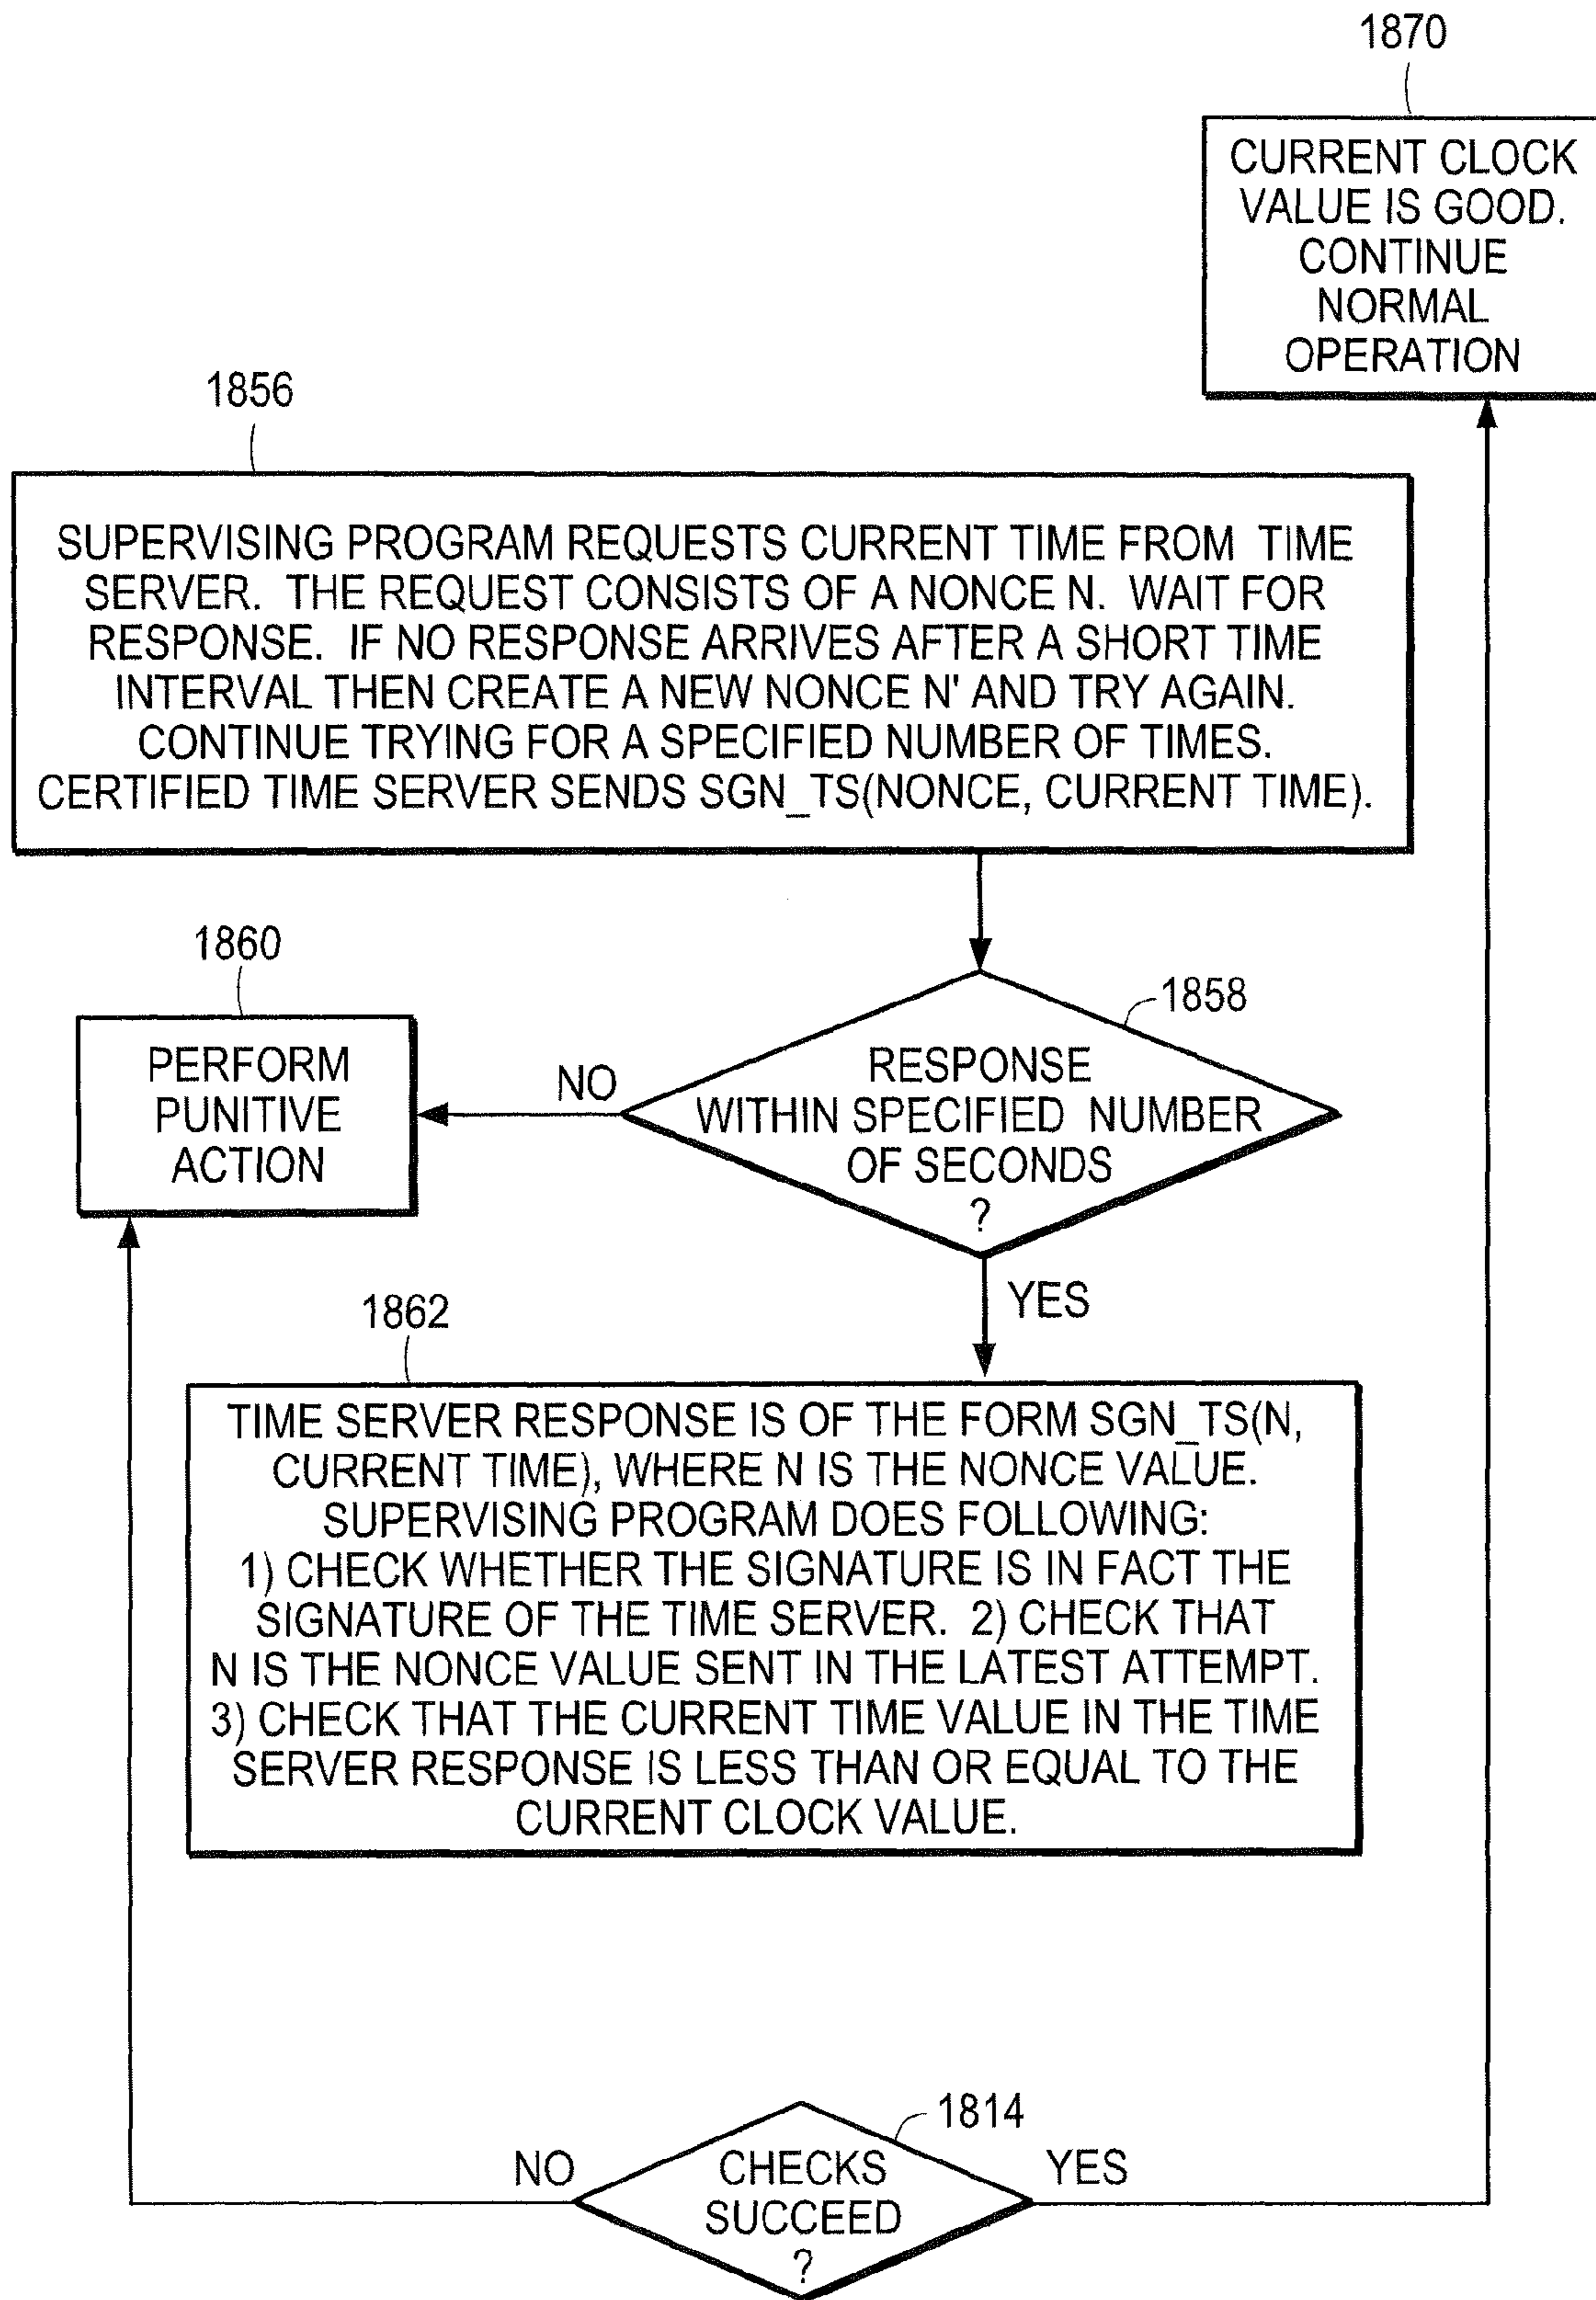 1870
CURRENT CLOCK
VALUE IS GOOD.
CONTINUE
NORMAL
OPERATION
1856
SUPERVISING PROGRAM REQUESTS CURRENT TIME FROM TIME
SERVER. THE REQUEST CONSISTS OF A NONCE N. WAIT FOR
RESPONSE. IF NO RESPONSE ARRIVES AFTER A SHORT TIME
INTERVAL THEN CREATE A NEW NONCE N' AND TRY AGAIN.
CONTINUE TRYING FOR A SPECIFIED NUMBER OF TIMES.
CERTIFIED TIME SERVER SENDS SGN_TS(NONCE, CURRENT TIME).
1860
PERFORM
PUNITIVE
ACTION
NO
1858
RESPONSE
WITHIN SPECIFIED NUMBER
OF SECONDS
?
YES
1862
TIME SERVER RESPONSE IS OF THE FORM SGN_TS(N,
CURRENT TIME), WHERE N IS THE NONCE VALUE.
SUPERVISING PROGRAM DOES FOLLOWING:
1) CHECK WHETHER THE SIGNATURE IS IN FACT THE
SIGNATURE OF THE TIME SERVER. 2) CHECK THAT
N IS THE NONCE VALUE SENT IN THE LATEST ATTEMPT.
3) CHECK THAT THE CURRENT TIME VALUE IN THE TIME
SERVER RESPONSE IS LESS THAN OR EQUAL TO THE
CURRENT CLOCK VALUE.
1814
NO
CHECKS
SUCCEED
?
YES